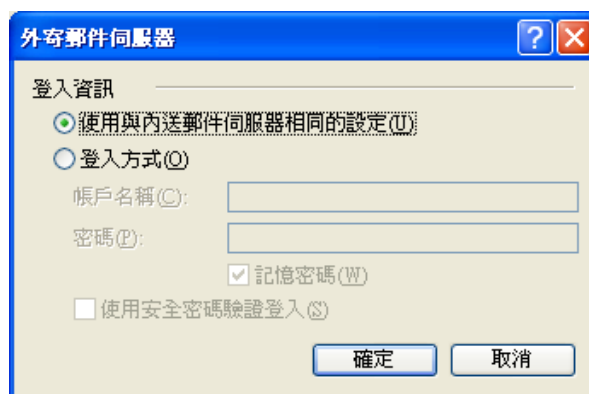 外寄郵件伺服器
登入資訊
使用與內送郵件伺服器相同的設定(U)
登入方式(O)
帳戶名稱(C):
密碼(P):
記憶密碼(W)
使用安全密碼驗證登入(S)
確定 取消